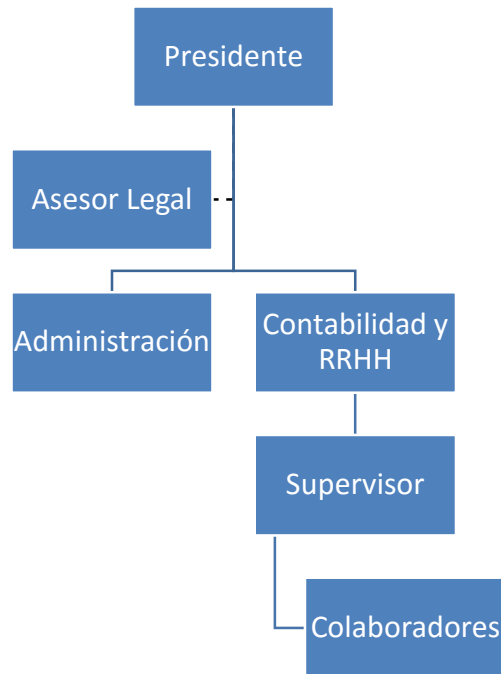 Presidente
Asesor Legal
Administración
Contabilidad y
RRHH
Supervisor
Colaboradores